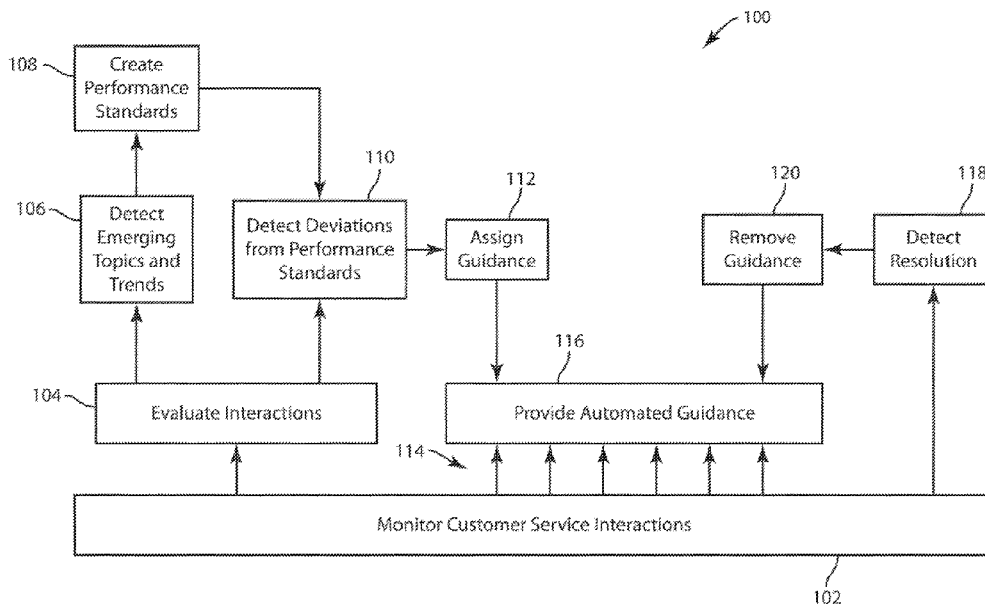 100
108
Create
Performance
Standards
110
112
120
118
106
Detect
Emerging
Topics and
Trends
Detect Deviations
from Performance
Standards
Assign
Guidance
Remove
Guidance
Detect
Resolution
116
104
Evaluate Interactions
Provide Automated Guidance
114
Monitor Customer Service Interactions
102